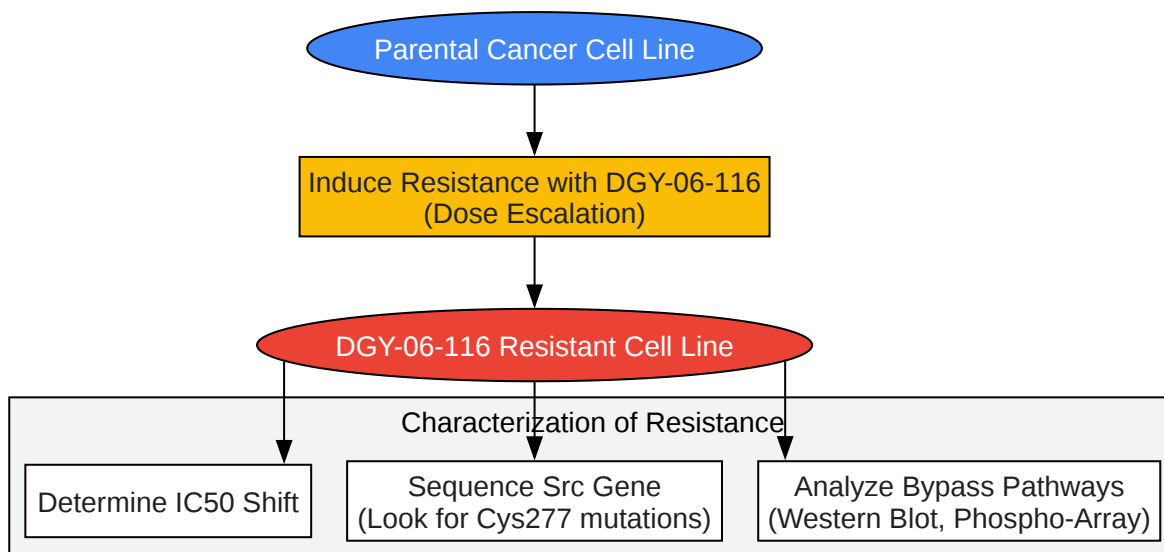 Parental Cancer Cell Line
Induce Resistance with DGY-06-116
(Dose Escalation)
DGY-06-116 Resistant Cell Line
Characterization of Resistance
Determine IC50 Shift
Sequence Src Gene
(Look for Cys277 mutations)
Analyze Bypass Pathways
(Western Blot, Phospho-Array)